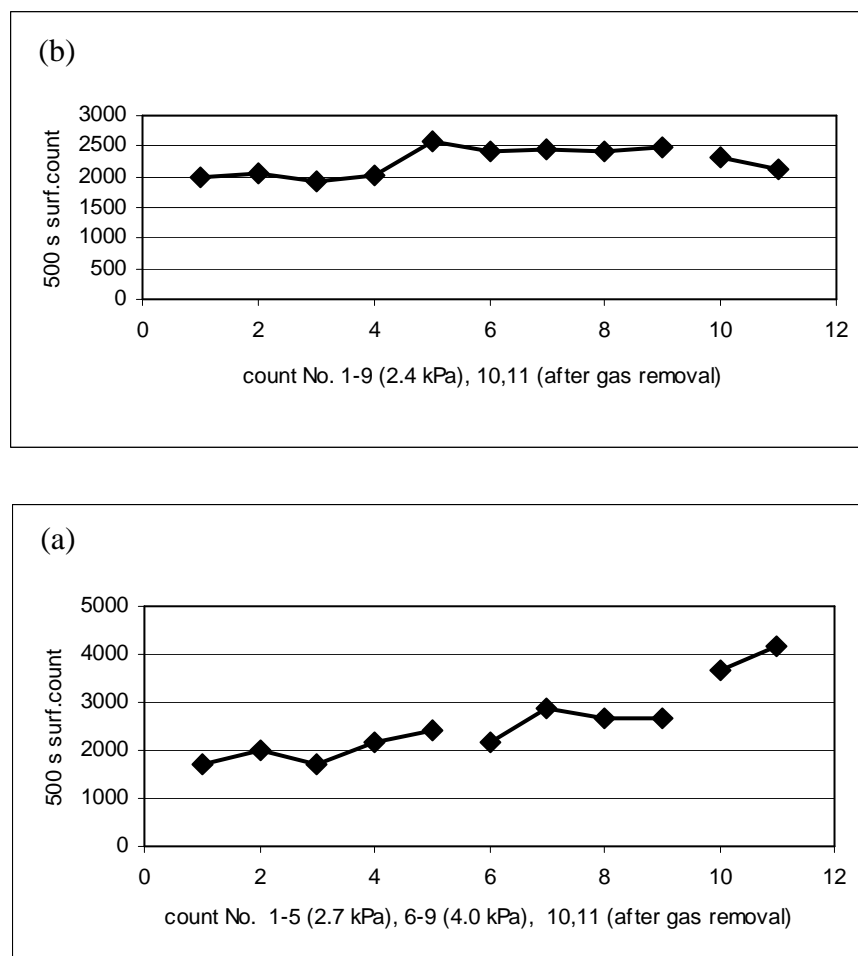 (b)
3000
2500
2000
1500
1000
500
0
500 s surf.count
0 2 4 6 8 10 12
count No. 1-9 (2.4 kPa), 10,11 (after gas removal)
(a)
5000
4000
3000
2000
1000
0
500 s surf.count
0 2 4 6 8 10 12
count No. 1-5 (2.7 kPa), 6-9 (4.0 kPa), 10,11 (after gas removal)